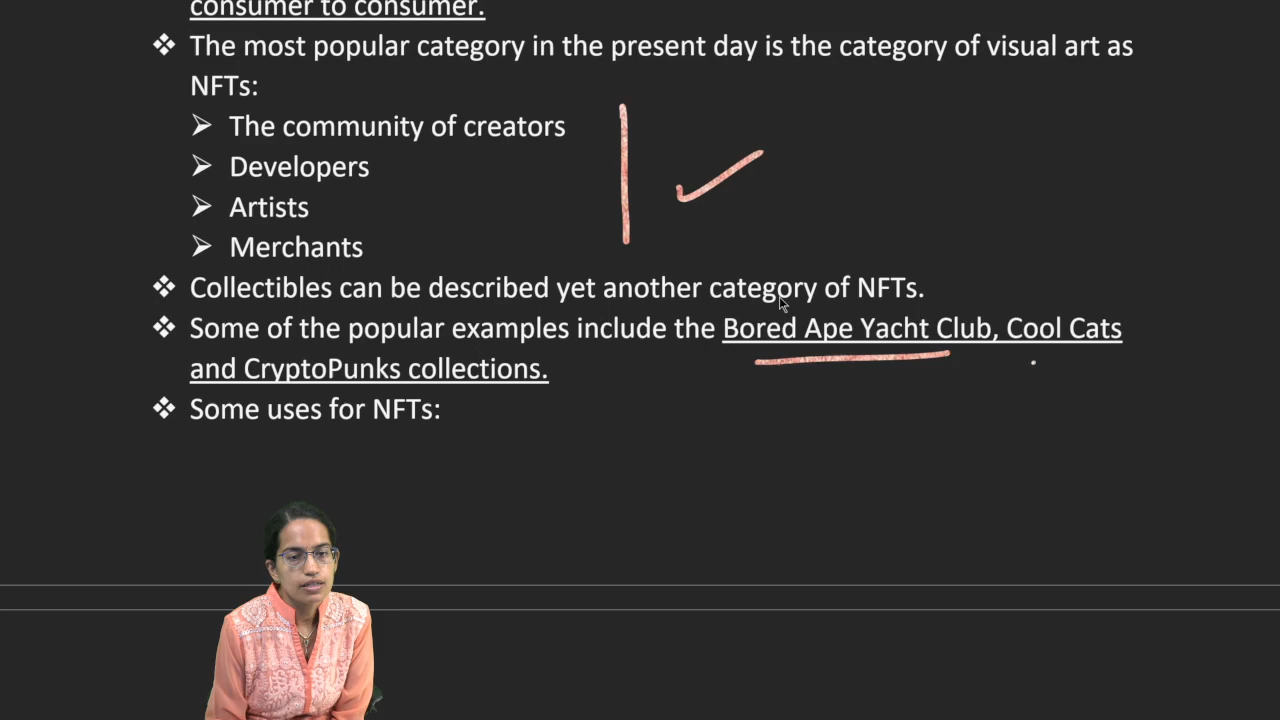 consumer to consumer.
❖ The most popular category in the present day is the category of visual art as
NFTs:
➢ The community of creators
➢ Developers
➢ Artists
➢ Merchants
❖ Collectibles can be described yet another category of NFTs.
❖ Some of the popular examples include the Bored Ape Yacht Club, Cool Cats
and CryptoPunks collections.
❖ Some uses for NFTs: